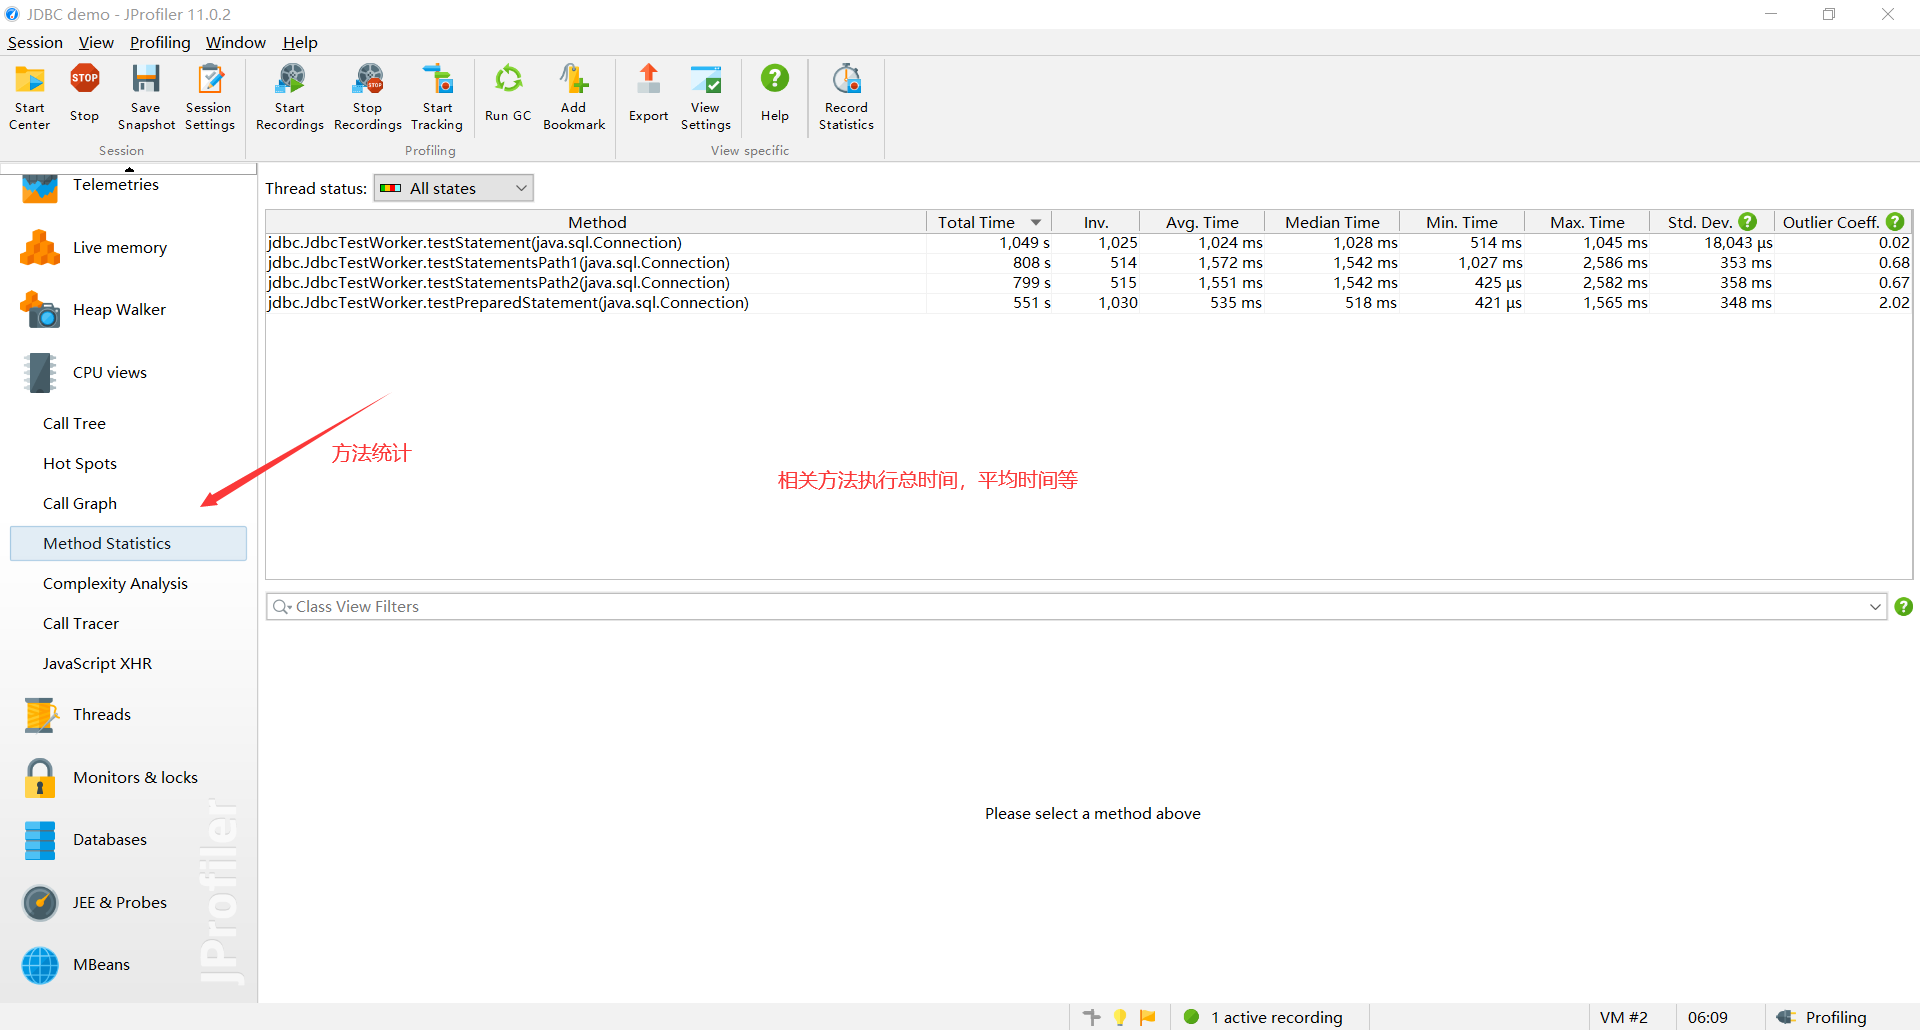 JDBC demo - JProfiler 11.0.2
Session View Profiling Window Help
Start Center
Stop
Save Snapshot
Session Settings
Start Recordings
Stop Recordings
Start Tracking
Run GC
Add Bookmark
Export
View Settings
Help
Record Statistics
Session
Profiling
View specific
Telemetries
Live memory
Heap Walker
CPU views
Call Tree
Hot Spots
Call Graph
Method Statistics
Complexity Analysis
Call Tracer
JavaScript XHR
Threads
Monitors & locks
Databases
JEE & Probes
MBeans
JProfiler
Thread status: All states
Method Total Time Inv. Avg. Time Median Time Min. Time Max. Time Std. Dev. ? Outlier Coeff. ?
jdbc.JdbcTestWorker.testStatement(java.sql.Connection) 1,049 s 1,025 1,024 ms 1,028 ms 514 ms 1,045 ms 18,043 µs 0.02
jdbc.JdbcTestWorker.testStatementsPath1(java.sql.Connection) 808 s 514 1,572 ms 1,542 ms 1,027 ms 2,586 ms 353 ms 0.68
jdbc.JdbcTestWorker.testStatementsPath2(java.sql.Connection) 799 s 515 1,551 ms 1,542 ms 425 µs 2,582 ms 358 ms 0.67
jdbc.JdbcTestWorker.testPreparedStatement(java.sql.Connection) 551 s 1,030 535 ms 518 ms 421 µs 1,565 ms 348 ms 2.02
方法统计
相关方法执行总时间，平均时间等
Class View Filters
Please select a method above
1 active recording VM #2 06:09 Profiling